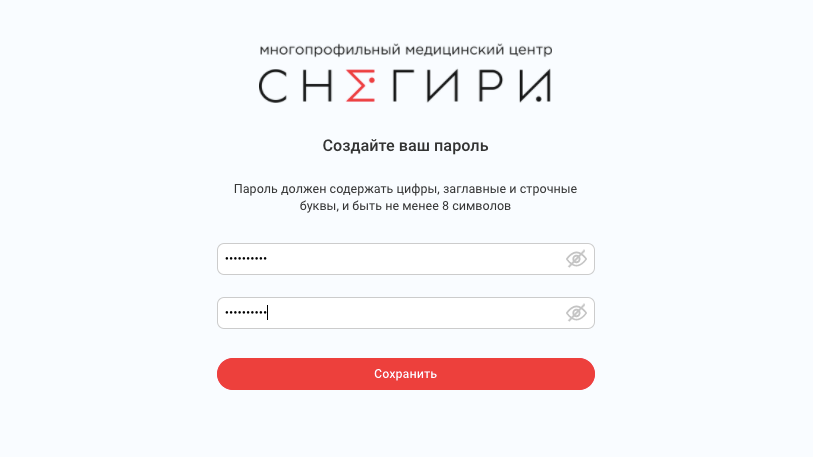 многопрофильный медицинский центр
СНЕГИРИ
Создайте ваш пароль
Пароль должен содержать цифры, заглавные и строчные
буквы, и быть не менее 8 символов
••••••••••
••••••••••
Сохранить